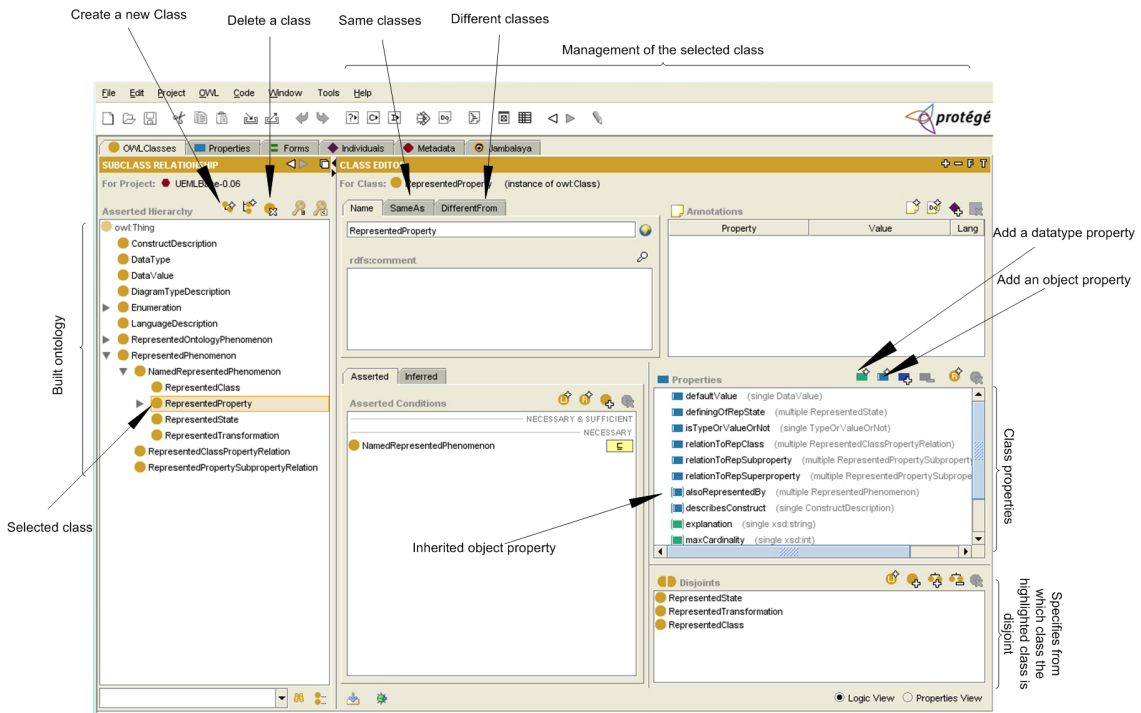 Create a new Class
Delete a class
Same classes
Different classes
Management of the selected class
File Edit Project OWL Code Window Tools Help
protégé
OWLClasses Properties Forms Individuals Metadata Jambalaya
SUBCLASS RELATIONSHIP
CLASS EDITOR
For Project: UEMLBase-0.06
For Class: RepresentedProperty (instance of owl:Class)
Asserted Hierarchy
Name SameAs DifferentFrom
Annotations
owl:Thing
ConstructDescription
DataType
DataValue
DiagramTypeDescription
Enumeration
LanguageDescription
RepresentedOntologyPhenomenon
RepresentedPhenomenon
NamedRepresentedPhenomenon
RepresentedClass
RepresentedProperty
RepresentedState
RepresentedTransformation
RepresentedClassPropertyRelation
RepresentedPropertySubpropertyRelation
RepresentedProperty
rdfs:comment
Property Value Lang
Add a datatype property
Add an object property
Built ontology
Selected class
Asserted Inferred
Asserted Conditions
NECESSARY & SUFFICIENT
NECESSARY
NamedRepresentedPhenomenon
Properties
defaultValue (single DataValue)
definingOfRepState (multiple RepresentedState)
isTypeOrValueOrNot (single TypeOrValueOrNot)
relationToRepClass (multiple RepresentedClassPropertyRelation)
relationToRepSubproperty (multiple RepresentedPropertySubproperty
relationToRepSuperproperty (multiple RepresentedPropertySubprope
alsoRepresentedBy (multiple RepresentedPhenomenon)
describesConstruct (single ConstructDescription)
explanation (single xsd:string)
maxCardinality (single xsd:int)
Class properties
Inherited object property
Disjoints
RepresentedState
RepresentedTransformation
RepresentedClass
Specifies from
which class the
highlighted class is
disjoint
Logic View Properties View